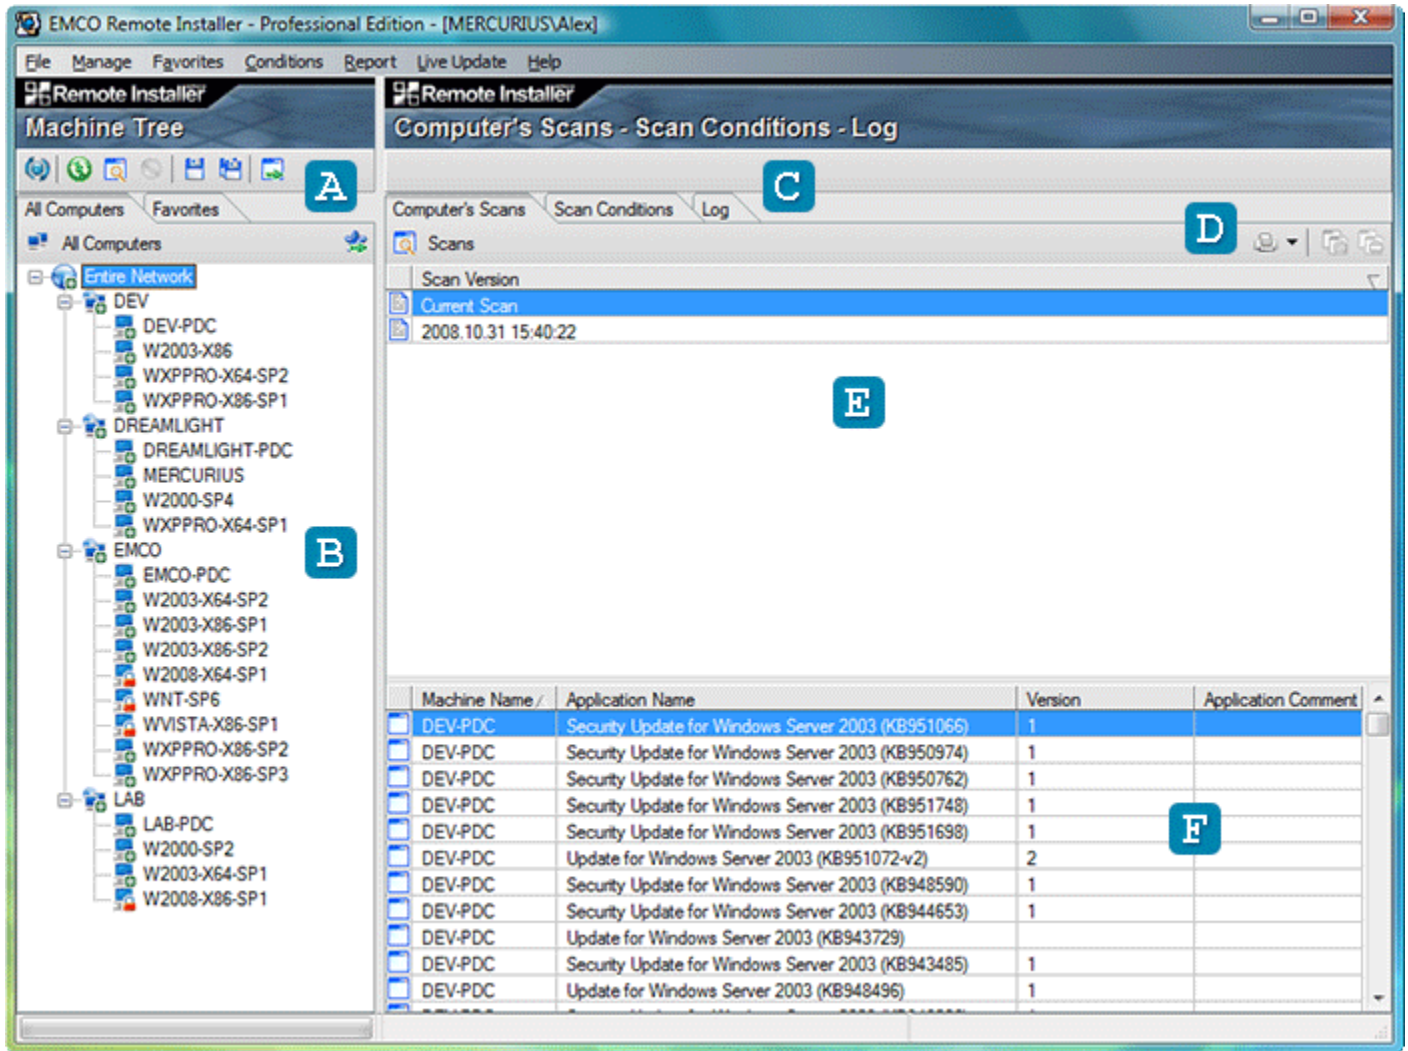 EMCO Remote Installer - Professional Edition - [MERCURIUS\Alex]
File Manage Favorites Conditions Report Live Update Help
Remote Installer
Machine Tree
A
All Computers Favorites
All Computers
Entire Network
DEV
DEV-PDC
W2003-X86
WXPPRO-X64-SP2
WXPPRO-X86-SP1
DREAMLIGHT
DREAMLIGHT-PDC
MERCURIUS
W2000-SP4
WXPPRO-X64-SP1
EMCO
B
EMCO-PDC
W2003-X64-SP2
W2003-X86-SP1
W2003-X86-SP2
W2008-X64-SP1
WNT-SP6
WVISTA-X86-SP1
WXPPRO-X86-SP2
WXPPRO-X86-SP3
LAB
LAB-PDC
W2000-SP2
W2003-X64-SP1
W2008-X86-SP1
Remote Installer
Computer's Scans - Scan Conditions - Log
C
Computer's Scans Scan Conditions Log
D
Scans
Scan Version
Current Scan
2008.10.31 15:40:22
E
Machine Name Application Name Version Application Comment
DEV-PDC Security Update for Windows Server 2003 (KB951066) 1
DEV-PDC Security Update for Windows Server 2003 (KB950974) 1
DEV-PDC Security Update for Windows Server 2003 (KB950762) 1
DEV-PDC Security Update for Windows Server 2003 (KB951748) 1
DEV-PDC Security Update for Windows Server 2003 (KB951698) 1
F
DEV-PDC Update for Windows Server 2003 (KB951072-v2) 2
DEV-PDC Security Update for Windows Server 2003 (KB948590) 1
DEV-PDC Security Update for Windows Server 2003 (KB944653) 1
DEV-PDC Update for Windows Server 2003 (KB943729)
DEV-PDC Security Update for Windows Server 2003 (KB943485) 1
DEV-PDC Update for Windows Server 2003 (KB948496) 1